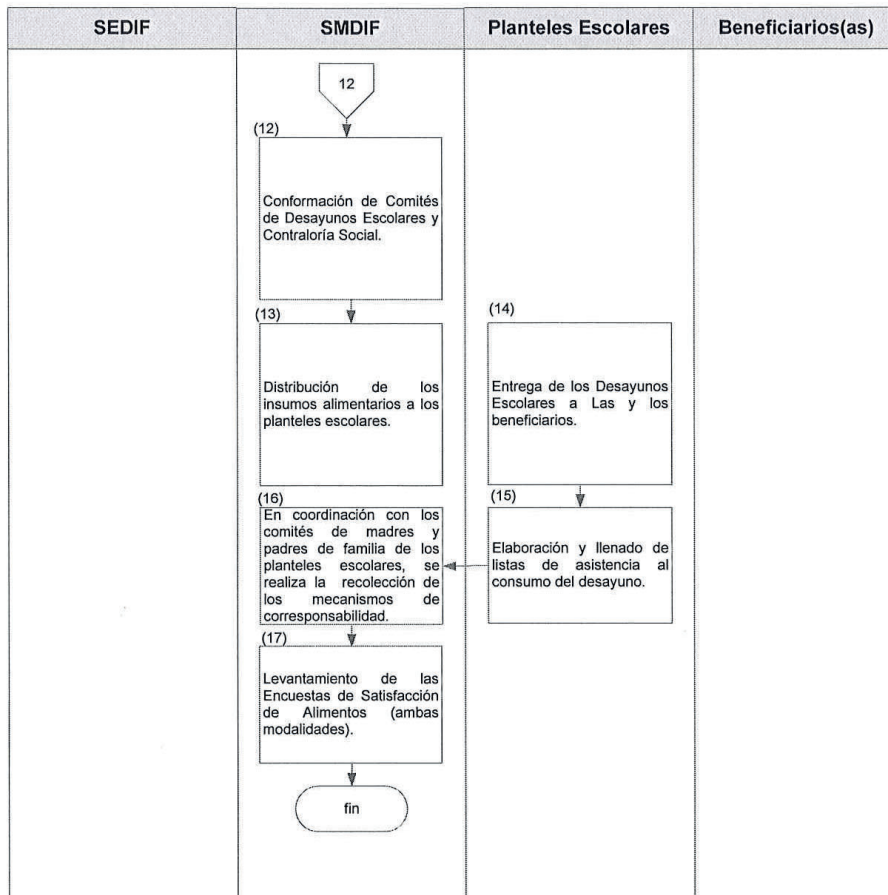 SEDIF
SMDIF
Planteles Escolares
Beneficiarios(as)
12
(12)
Conformación de Comités
de Desayunos Escolares y
Contraloría Social.
(13)
Distribución de los
insumos alimentarios a los
planteles escolares.
(14)
Entrega de los Desayunos
Escolares a Las y los
beneficiarios.
(15)
Elaboración y llenado de
listas de asistencia al
consumo del desayuno.
(16)
En coordinación con los
comités de madres y
padres de familia de los
planteles escolares, se
realiza la recolección de
los mecanismos de
corresponsabilidad.
(17)
Levantamiento de las
Encuestas de Satisfacción
de Alimentos (ambas
modalidades).
fin